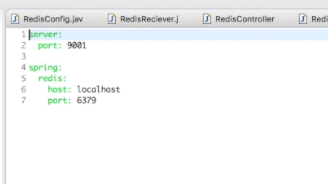 RedisConfig.jav RedisReciever.j RedisController Redi
1 server:
2 port: 9001
3
4 spring:
5 redis:
6 host: localhost
7 port: 6379